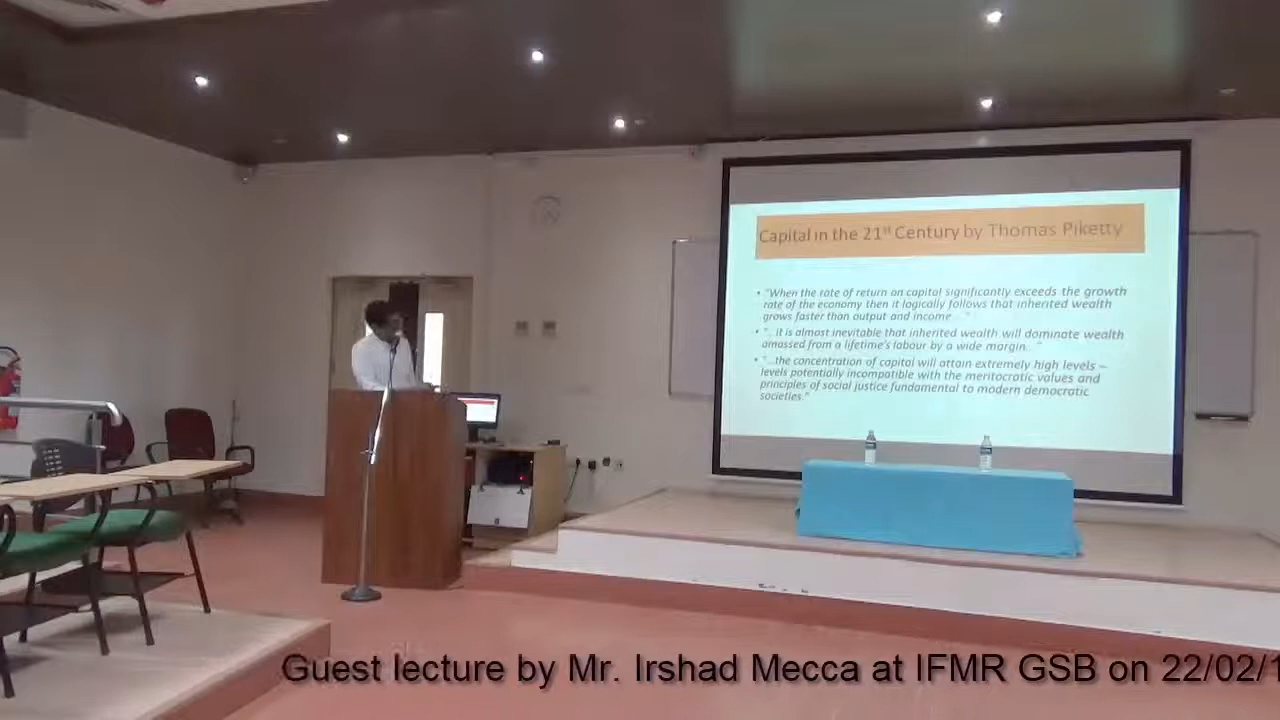 Capital in the 21st Century by Thomas Piketty
• "When the rate of return on capital significantly exceeds the growth
rate of the economy then it logically follows that inherited wealth
grows faster than output and income..."
• ".. it is almost inevitable that inherited wealth will dominate wealth
amassed from a lifetime's labour by a wide margin.. "
• "...the concentration of capital will attain extremely high levels –
levels potentially incompatible with the meritocratic values and
principles of social justice fundamental to modern democratic
societies."
Guest lecture by Mr. Irshad Mecca at IFMR GSB on 22/02/1